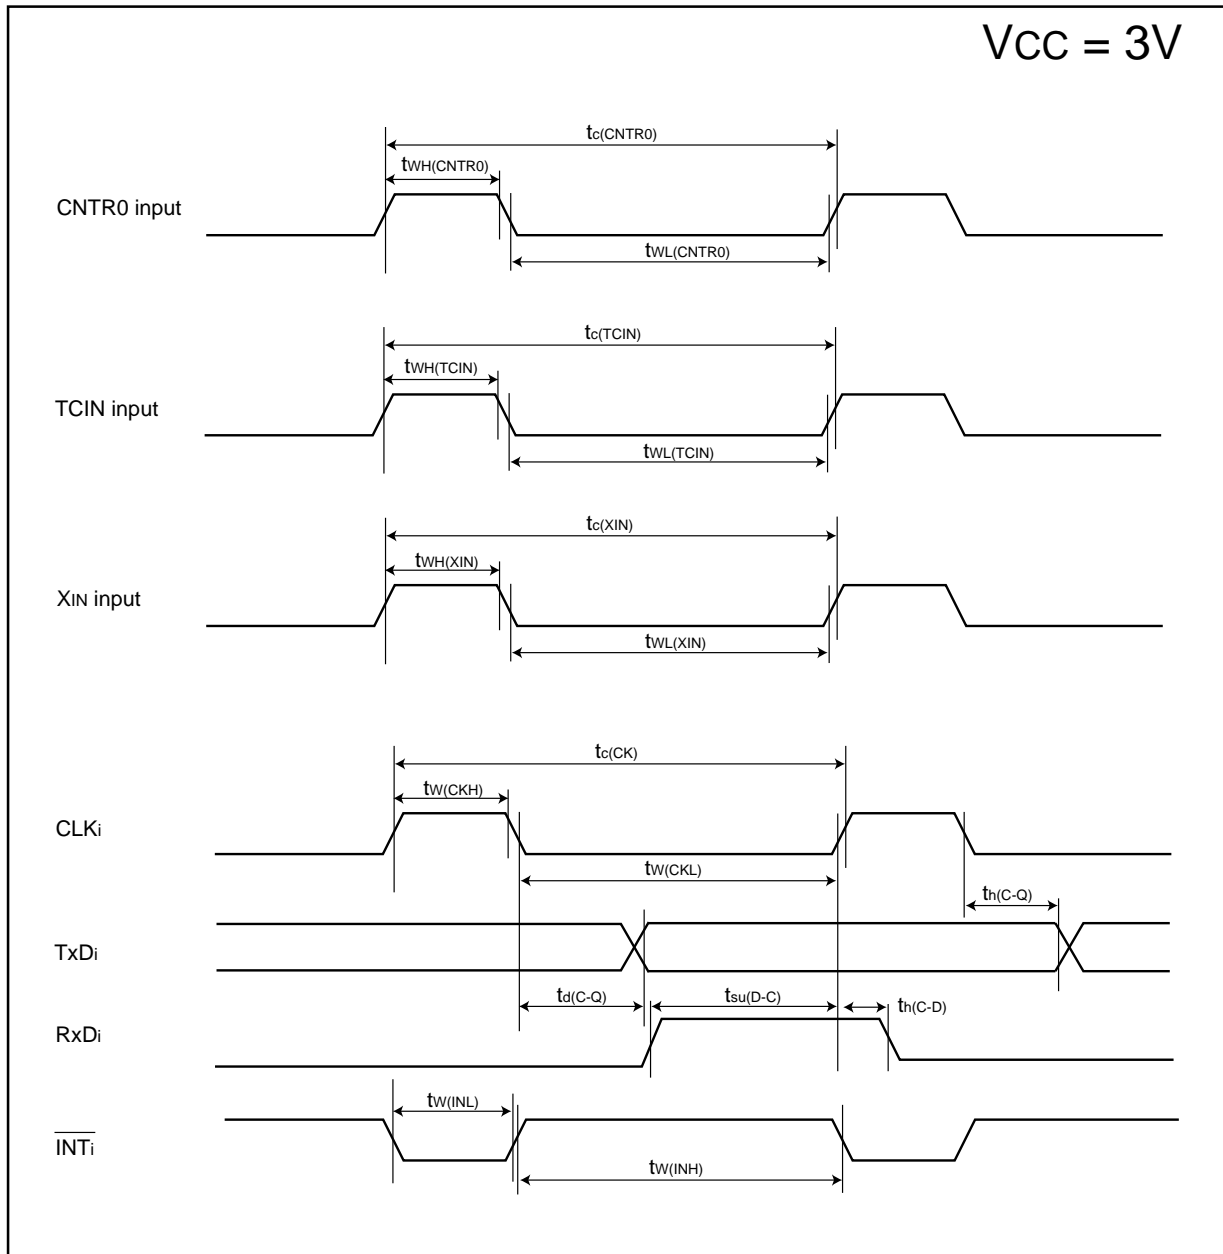 VCC = 3V
tc(CNTR0)
tWH(CNTR0)
CNTR0 input
tWL(CNTR0)
tc(TCIN)
tWH(TCIN)
TCIN input
tWL(TCIN)
tc(XIN)
tWH(XIN)
XIN input
tWL(XIN)
tc(CK)
tW(CKH)
CLKi
tW(CKL)
th(C-Q)
TxDi
td(C-Q)
tsu(D-C)
th(C-D)
RxDi
tW(INL)
INTi
tW(INH)